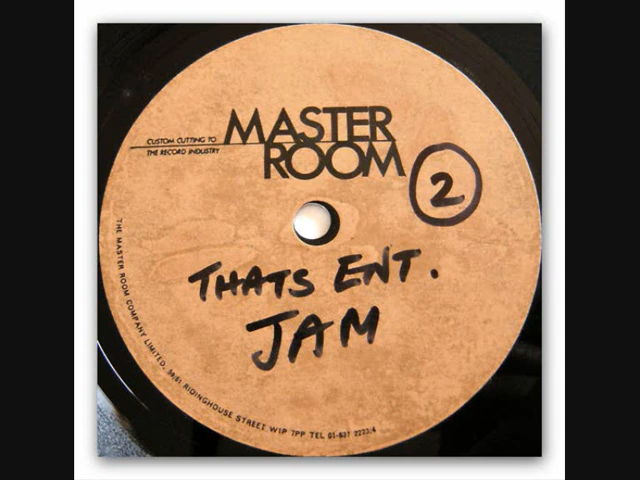 CUSTOM CUTTING TO
THE RECORD INDUSTRY
MASTER
ROOM
2
THATS ENT.
JAM
THE MASTER ROOM COMPANY LIMITED, 59/61 RIDINGHOUSE STREET W1P 7PP TEL 01-637 2223/4